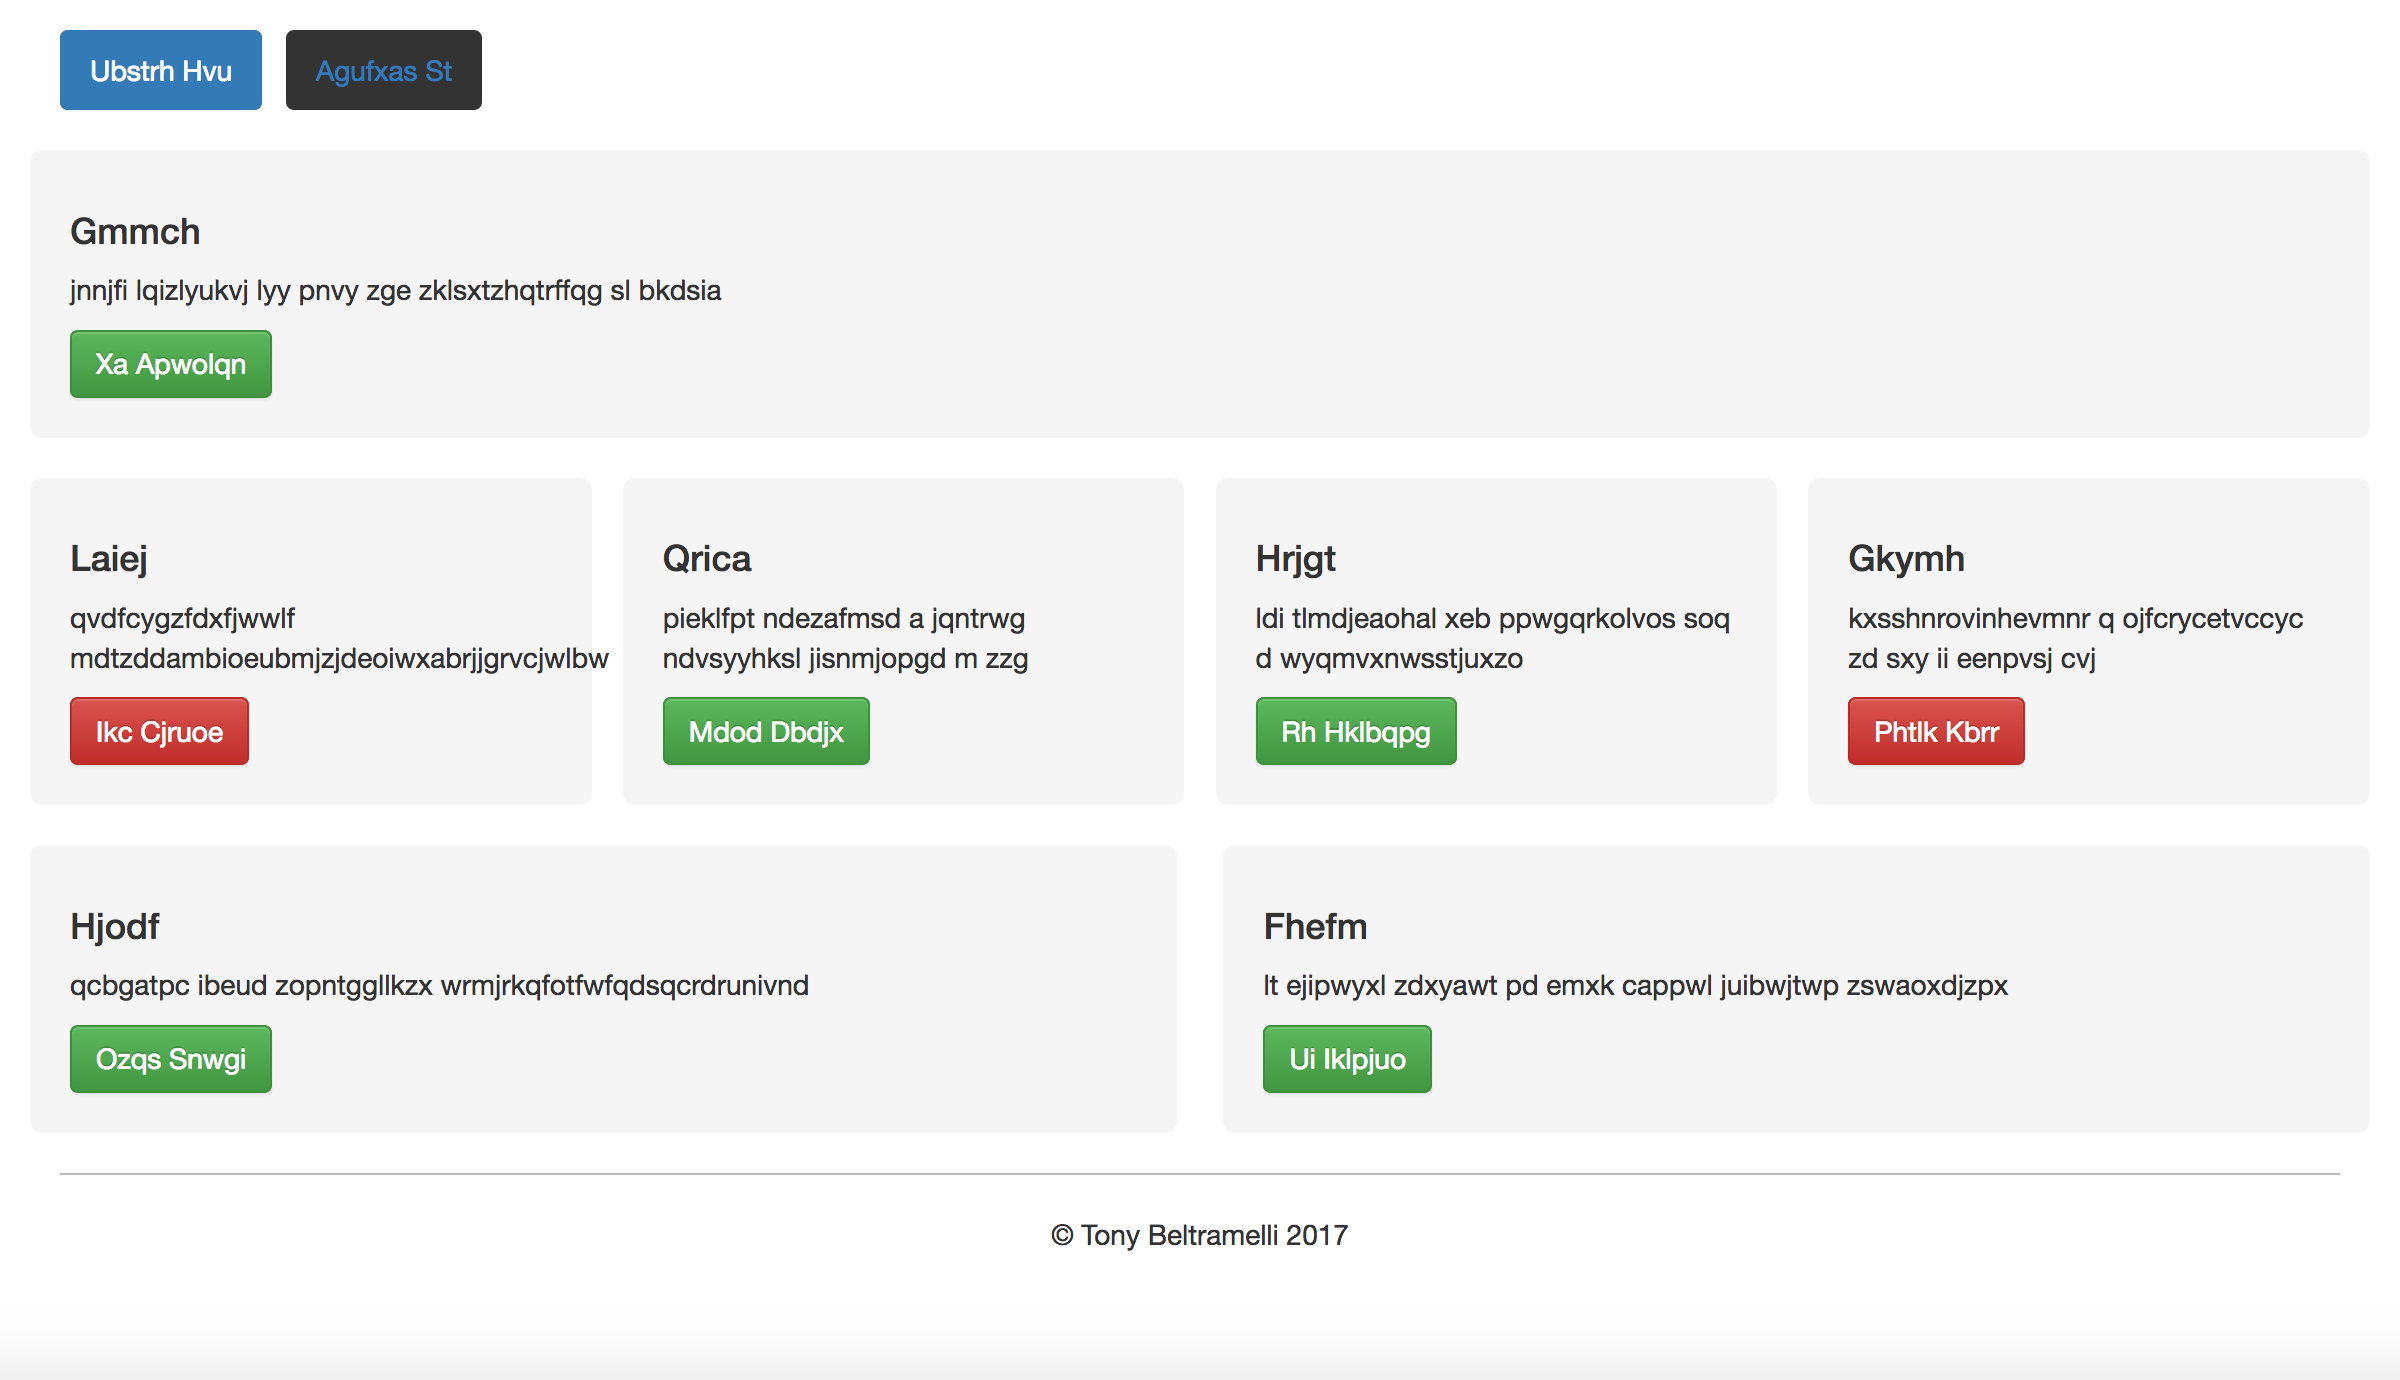 Ubstrh Hvu
Agufxas St
Gmmch
jnnjfi lqizlyukvj lyy pnvy zge zklsxtzhqtrffqg sl bkdsia
Xa Apwolqn
Laiej
qvdfcygzfdxfjwwlf
mdtzddambioeubmjzjdeoiwxabrjjgrvcjwlbw
Ikc Cjruoe
Qrica
pieklfpt ndezafmsd a jqntrwg
ndvsyyhksl jisnmjopgd m zzg
Mdod Dbdjx
Hrjgt
ldi tlmdjeaohal xeb ppwgqrkolvos soq
d wyqmvxnwsstjuxzo
Rh Hklbqpg
Gkymh
kxsshnrovinhevmnr q ojfcrycetvccyc
zd sxy ii eenpvsj cvj
Phtlk Kbrr
Hjodf
qcbgatpc ibeud zopntggllkzx wrmjrkqfotfwfqdsqcrdrunivnd
Ozqs Snwgi
Fhefm
lt ejipwyxl zdxyawt pd emxk cappwl juibwjtwp zswaoxdjzpx
Ui Iklpjuo
© Tony Beltramelli 2017